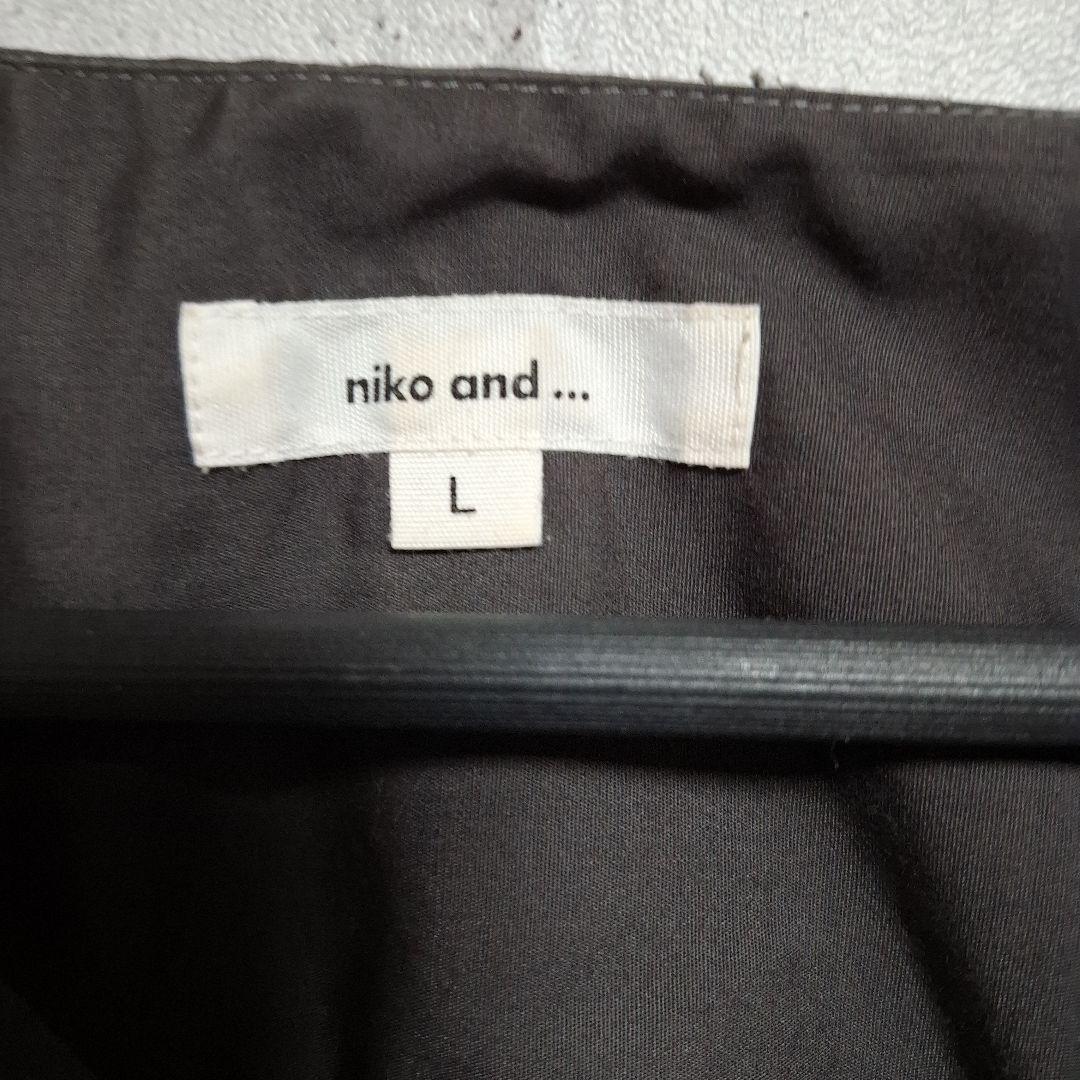 niko and ...
L